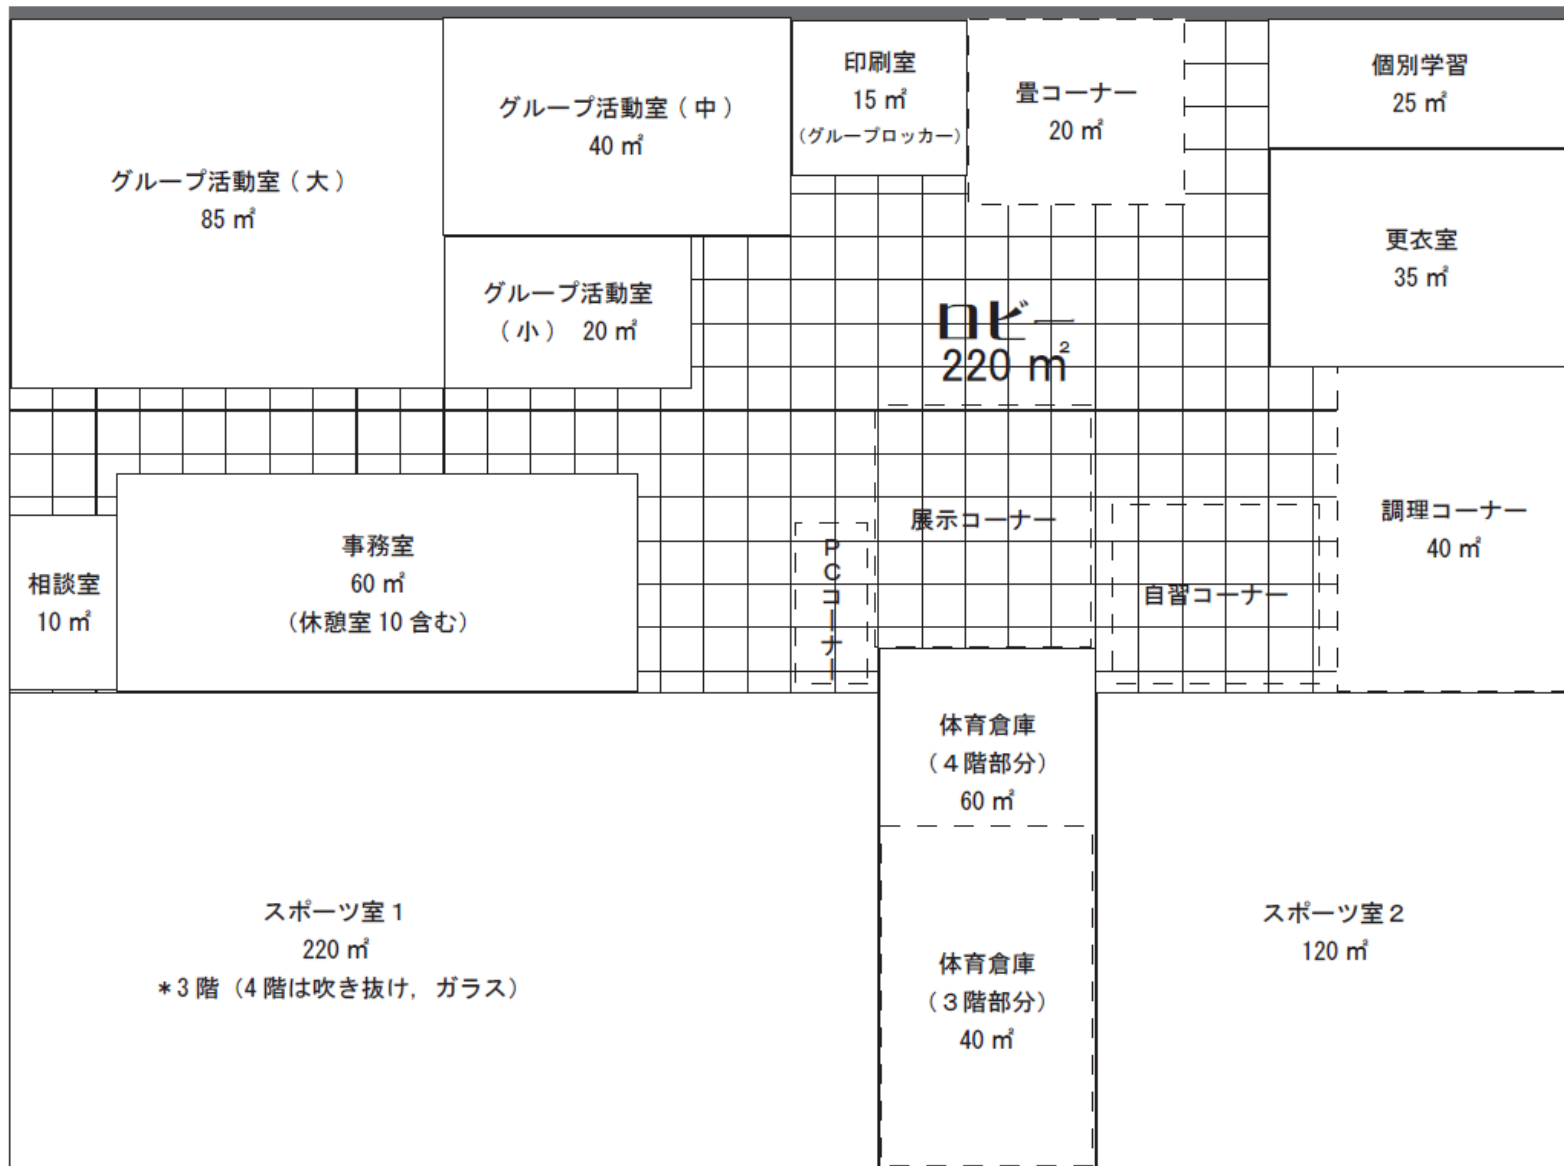 グループ活動室（大）
85 ㎡
グループ活動室（中）
40 ㎡
グループ活動室
（小） 20 ㎡
印刷室
15 ㎡
（グループロッカー）
畳コーナー
20 ㎡
個別学習
25 ㎡
更衣室
35 ㎡
ロビー
220 ㎡
相談室
10 ㎡
事務室
60 ㎡
（休憩室 10 含む）
PCコーナー
展示コーナー
自習コーナー
調理コーナー
40 ㎡
体育倉庫
（４階部分）
60 ㎡
スポーツ室１
220 ㎡
＊3 階（4 階は吹き抜け，ガラス）
体育倉庫
（３階部分）
40 ㎡
スポーツ室２
120 ㎡